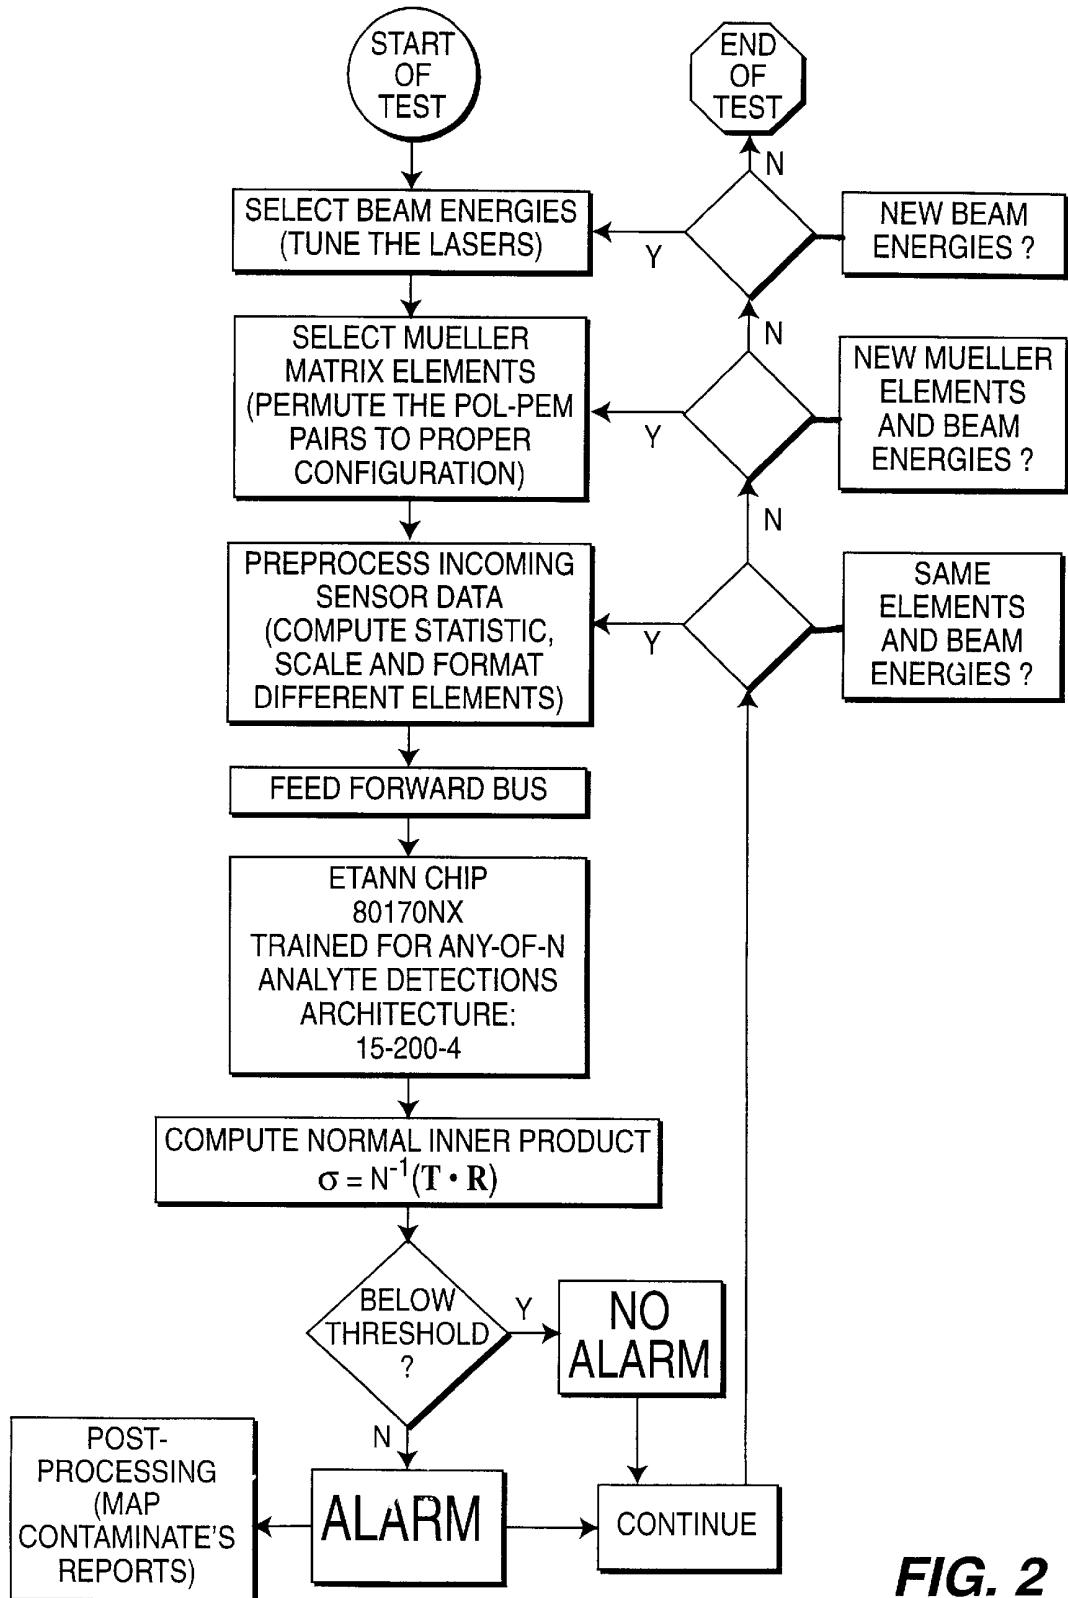 START
OF
TEST
END
OF
TEST
N
SELECT BEAM ENERGIES
(TUNE THE LASERS)
Y
NEW BEAM
ENERGIES ?
N
SELECT MUELLER
MATRIX ELEMENTS
(PERMUTE THE POL-PEM
PAIRS TO PROPER
CONFIGURATION)
Y
NEW MUELLER
ELEMENTS
AND BEAM
ENERGIES ?
N
PREPROCESS INCOMING
SENSOR DATA
(COMPUTE STATISTIC,
SCALE AND FORMAT
DIFFERENT ELEMENTS)
Y
SAME
ELEMENTS
AND BEAM
ENERGIES ?
FEED FORWARD BUS
ETANN CHIP
80170NX
TRAINED FOR ANY-OF-N
ANALYTE DETECTIONS
ARCHITECTURE:
15-200-4
COMPUTE NORMAL INNER PRODUCT
σ = N⁻¹(T • R)
BELOW
THRESHOLD
?
Y
NO
ALARM
N
POST-
PROCESSING
(MAP
CONTAMINATE'S
REPORTS)
ALARM
CONTINUE
FIG. 2